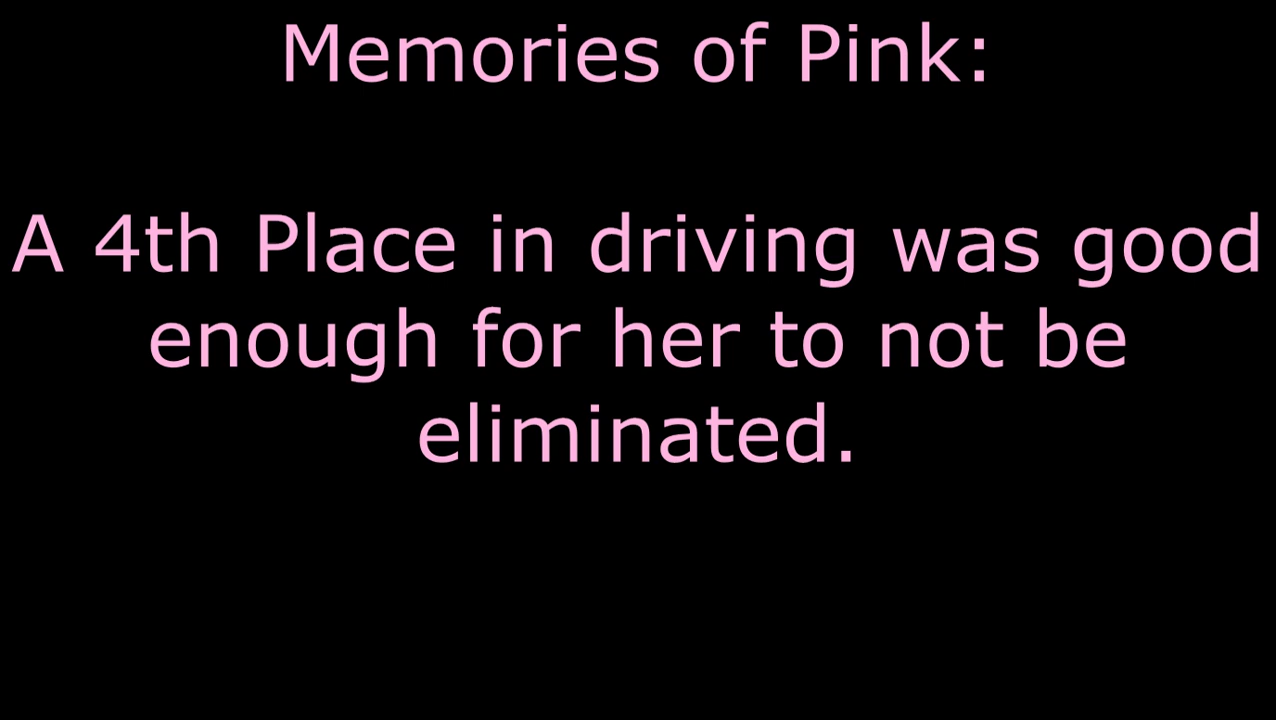 Memories of Pink:
A 4th Place in driving was good
enough for her to not be
eliminated.